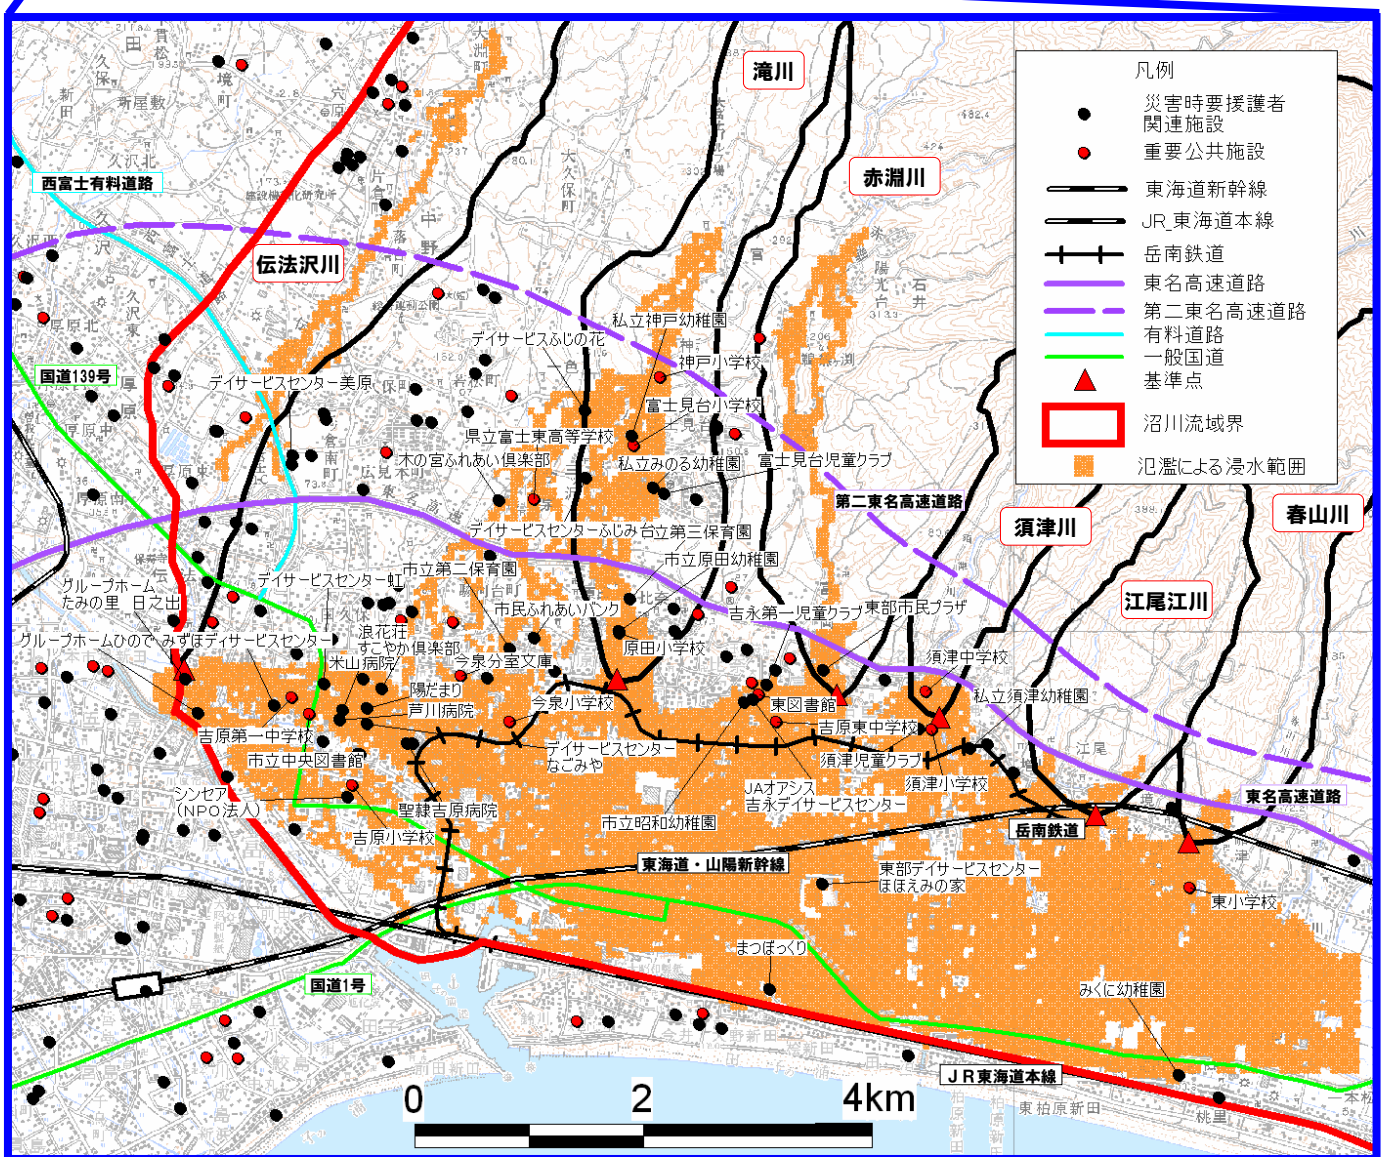 滝川
赤淵川
伝法沢川
須津川
江尾江川
春山川
凡例
災害時要援護者
関連施設
重要公共施設
東海道新幹線
JR_東海道本線
岳南鉄道
東名高速道路
第二東名高速道路
有料道路
一般国道
基準点
沼川流域界
氾濫による浸水範囲
西富士有料道路
国道139号
デイサービスセンター美原
デイサービスふじの花
私立神戸幼稚園
神戸小学校
富士見台小学校
県立富士東高等学校
木の宮ふれあい倶楽部
私立みのる幼稚園
富士見台児童クラブ
第二東名高速道路
デイサービスセンターふじみ台
立第三保育園
市立第二保育園
市立原田幼稚園
グループホーム
たみの里 日之出
デイサービスセンター虹
市民ふれあいバンク
吉永第一児童クラブ
東部市民プラザ
グループホームひので
みずほデイサービスセンター
浪花荘
すこやか倶楽部
米山病院
今泉分室文庫
原田小学校
須津中学校
陽だまり
芦川病院
今泉小学校
東図書館
私立須津幼稚園
吉原第一中学校
吉原東中学校
市立中央図書館
デイサービスセンター
なごみや
須津児童クラブ
須津小学校
シンセア
(NPO法人)
聖隷吉原病院
JAオアシス
吉永デイサービスセンター
市立昭和幼稚園
東名高速道路
吉原小学校
岳南鉄道
東海道・山陽新幹線
東部デイサービスセンター
ほほえみの家
東小学校
まつぼっくり
国道1号
みくに幼稚園
JR東海道本線
東柏原新田
桃里
0
2
4km